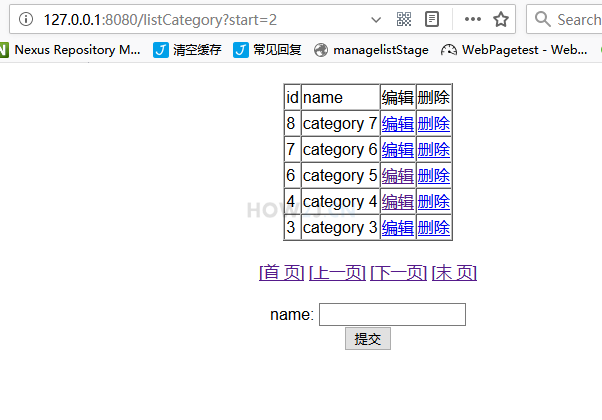 127.0.0.1:8080/listCategory?start=2 Search
N Nexus Repository M... 清空缓存 常见回复 managelistStage WebPagetest - Web...
id name 编辑 删除
8 category 7 编辑 删除
7 category 6 编辑 删除
6 category 5 编辑 删除
4 category 4 编辑 删除
3 category 3 编辑 删除
[首 页] [上一页] [下一页] [末 页]
name:
提交